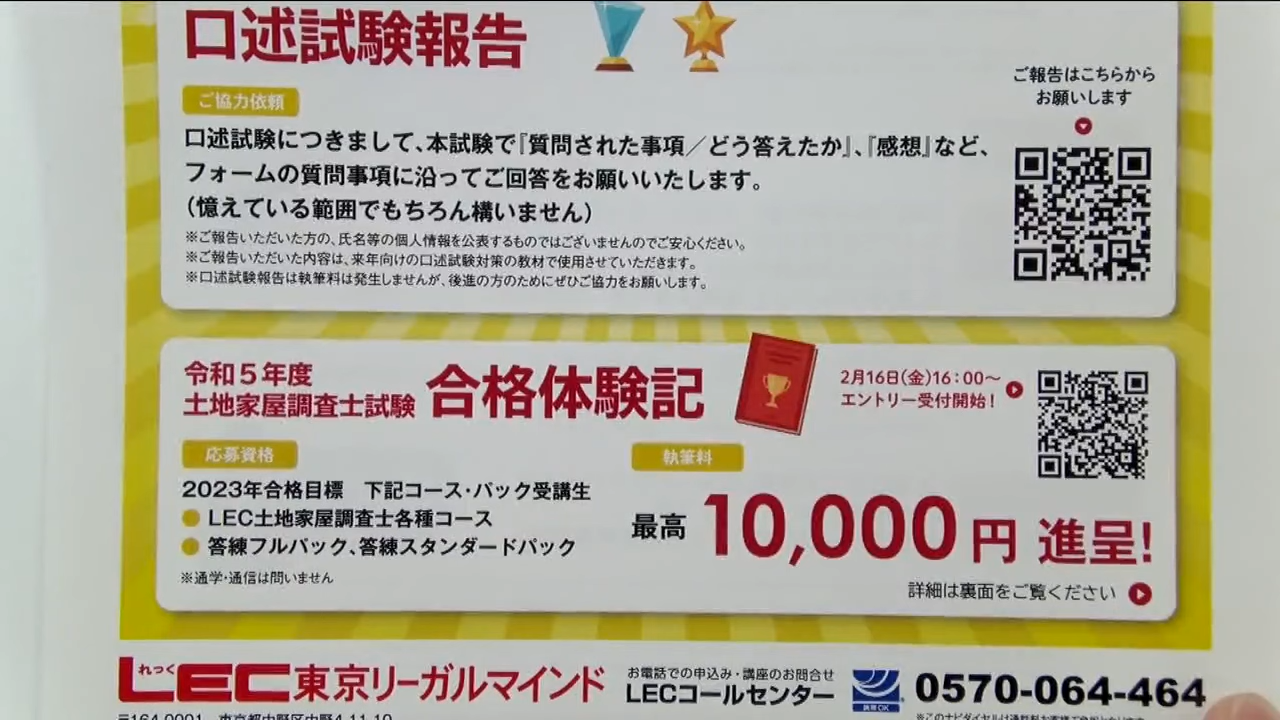 口述試験報告
ご報告はこちらから
お願いします
ご協力依頼
口述試験につきまして、本試験で『質問された事項／どう答えたか』、『感想』など、
フォームの質問事項に沿ってご回答をお願いいたします。
（憶えている範囲でもちろん構いません）
※ご報告いただいた方の、氏名等の個人情報を公表するものではございませんのでご安心ください。
※ご報告いただいた内容は、来年向けの口述試験対策の教材で使用させていただきます。
※口述試験報告は執筆料は発生しませんが、後進の方のためにぜひご協力をお願いします。
令和5年度
土地家屋調査士試験 合格体験記
2月16日(金)16：00～
エントリー受付開始！
応募資格
2023年合格目標　下記コース・パック受講生
● LEC土地家屋調査士各種コース
● 答練フルパック、答練スタンダードパック
※通学・通信は問いません
執筆料
最高 10,000円 進呈!
詳細は裏面をご覧ください
れっく
LEC東京リーガルマインド
お電話での申込み・講座のお問合せ
LECコールセンター
携帯OK
0570-064-464
〒164-0001 東京都中野区中野4-11-10